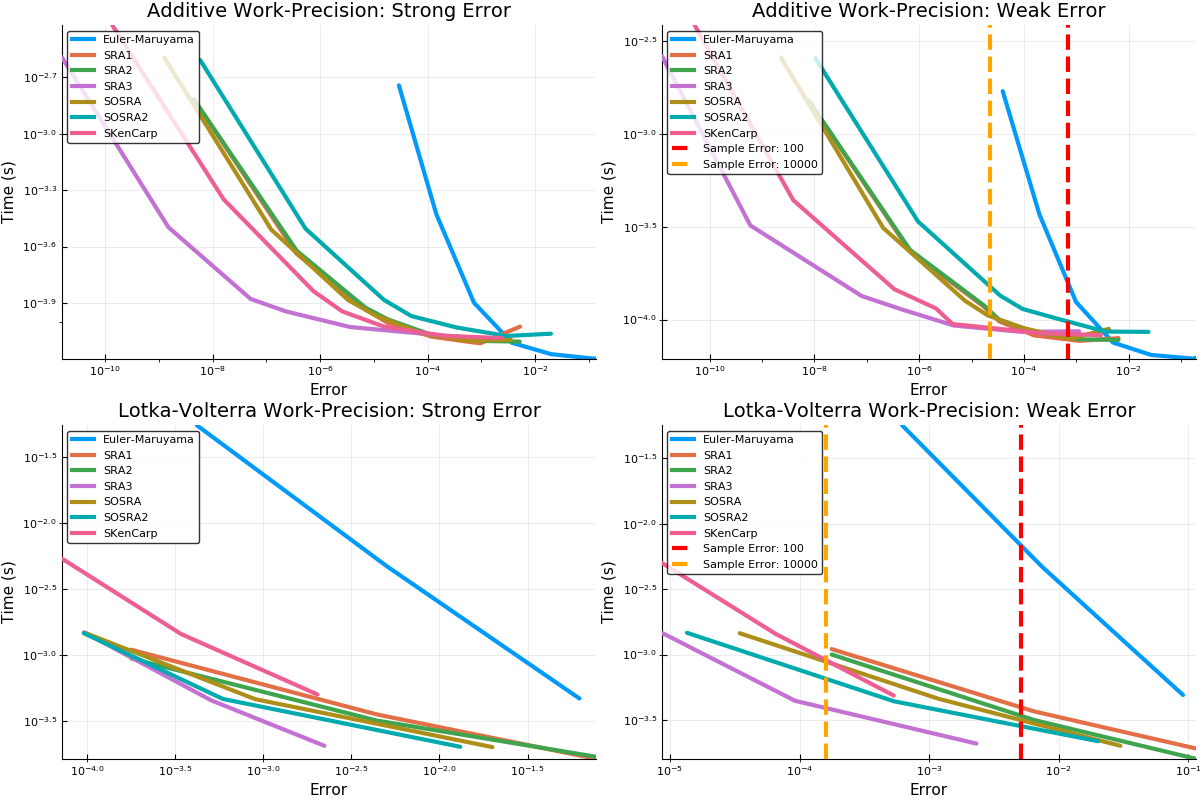 Additive Work-Precision: Strong Error
Time (s)
10^-2.7
10^-3.0
10^-3.3
10^-3.6
10^-3.9
Euler-Maruyama
SRA1
SRA2
SRA3
SOSRA
SOSRA2
SKenCarp
10^-10
10^-8
10^-6
10^-4
10^-2
Error
Additive Work-Precision: Weak Error
Time (s)
10^-2.5
10^-3.0
10^-3.5
10^-4.0
Euler-Maruyama
SRA1
SRA2
SRA3
SOSRA
SOSRA2
SKenCarp
Sample Error: 100
Sample Error: 10000
10^-10
10^-8
10^-6
10^-4
10^-2
Error
Lotka-Volterra Work-Precision: Strong Error
Time (s)
10^-1.5
10^-2.0
10^-2.5
10^-3.0
10^-3.5
Euler-Maruyama
SRA1
SRA2
SRA3
SOSRA
SOSRA2
SKenCarp
10^-4.0
10^-3.5
10^-3.0
10^-2.5
10^-2.0
10^-1.5
Error
Lotka-Volterra Work-Precision: Weak Error
Time (s)
10^-1.5
10^-2.0
10^-2.5
10^-3.0
10^-3.5
Euler-Maruyama
SRA1
SRA2
SRA3
SOSRA
SOSRA2
SKenCarp
Sample Error: 100
Sample Error: 10000
10^-5
10^-4
10^-3
10^-2
10^-1
Error